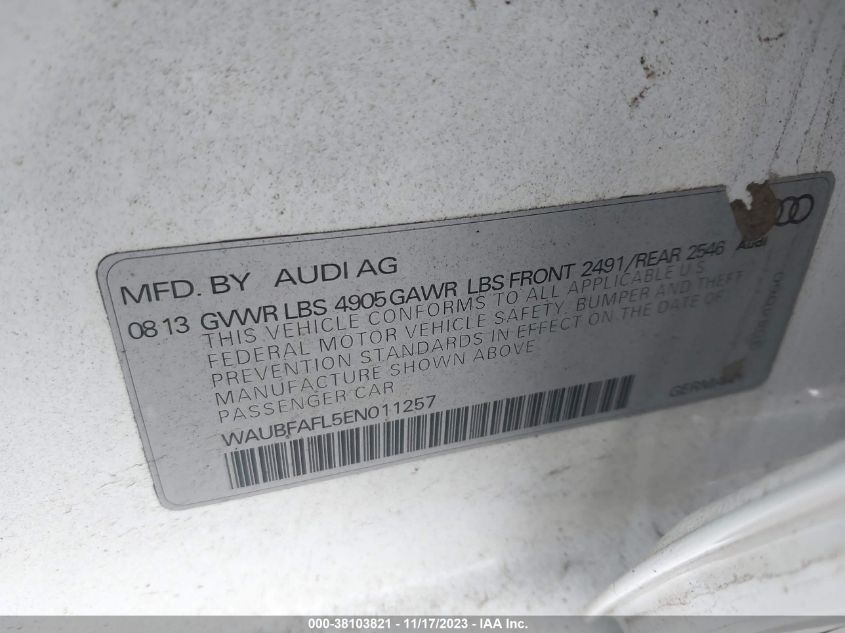 MFD. BY AUDI AG
08 13 GVWR LBS 4905 GAWR LBS FRONT 2491/REAR 2546
THIS VEHICLE CONFORMS TO ALL APPLICABLE U.S.
FEDERAL MOTOR VEHICLE SAFETY, BUMPER AND THEFT
PREVENTION STANDARDS IN EFFECT ON THE DATE OF
MANUFACTURE SHOWN ABOVE
PASSENGER CAR
WAUBFAFL5EN011257
Audi
000-38103821 - 11/17/2023 - IAA Inc.